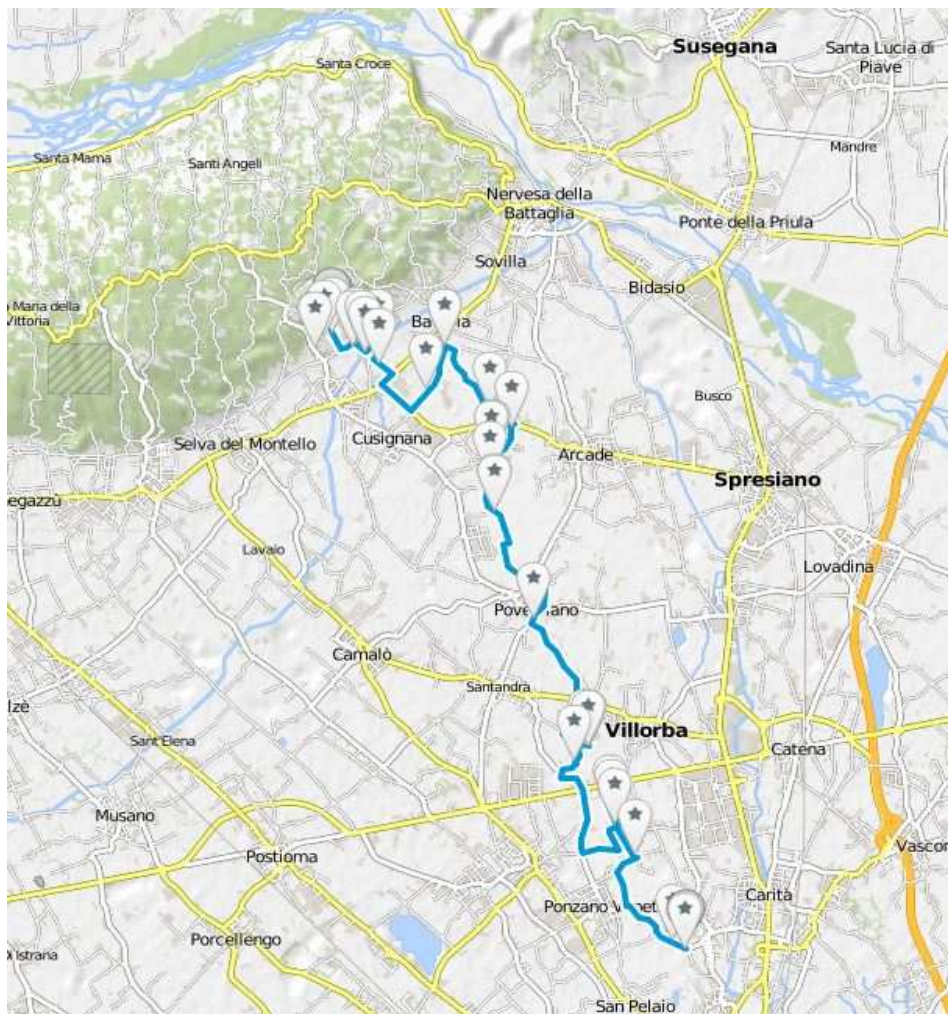 Susegana
Santa Lucia di
Piave
Santa Croce
Mandre
Santa Mama
Santi Angeli
Nervesa della
Battaglia
Ponte della Priula
Sovilla
Bidasio
Maria della
Vittoria
Busco
Selva del Montello
Cusignana
Arcade
Spresiano
Lavaio
Lovadina
Camalò
Santandrà
Villorba
Sant'Elena
Catena
Musano
Postioma
Carità
Porcellengo
Istrana
San Pelaio